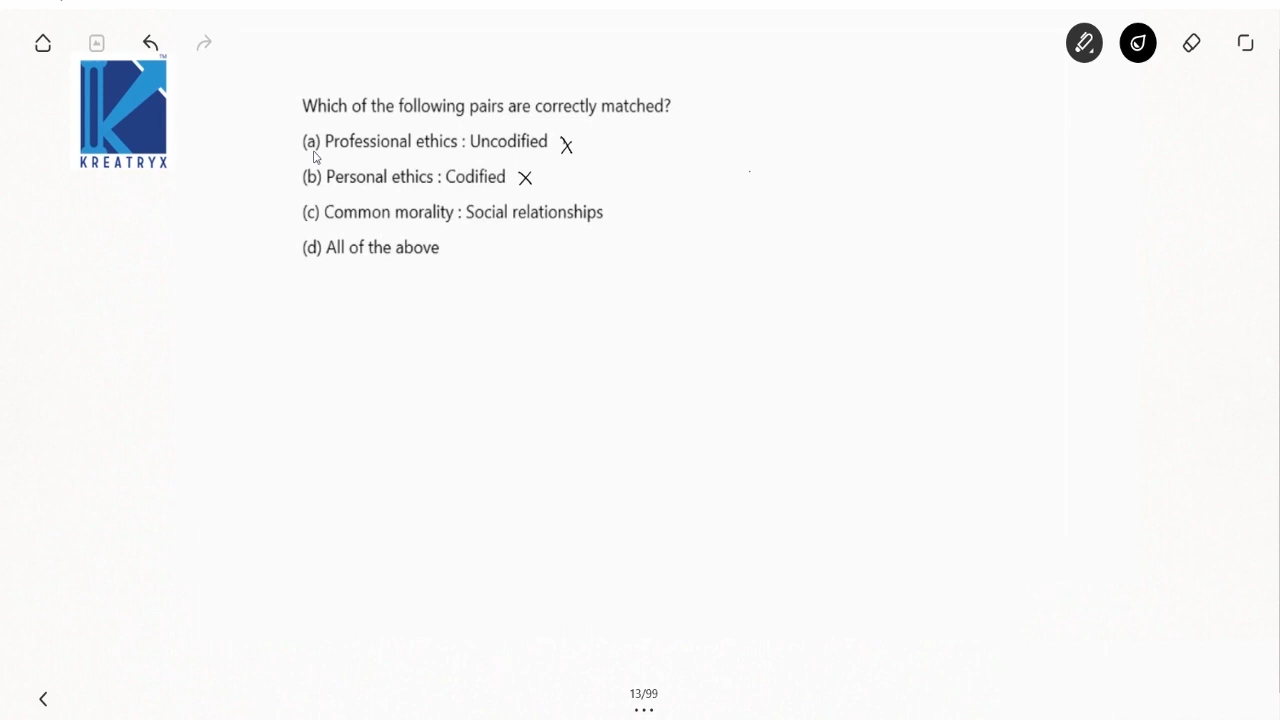 TM
KREATRYX
Which of the following pairs are correctly matched?
(a) Professional ethics : Uncodified X
(b) Personal ethics : Codified X
(c) Common morality : Social relationships
(d) All of the above
13/99